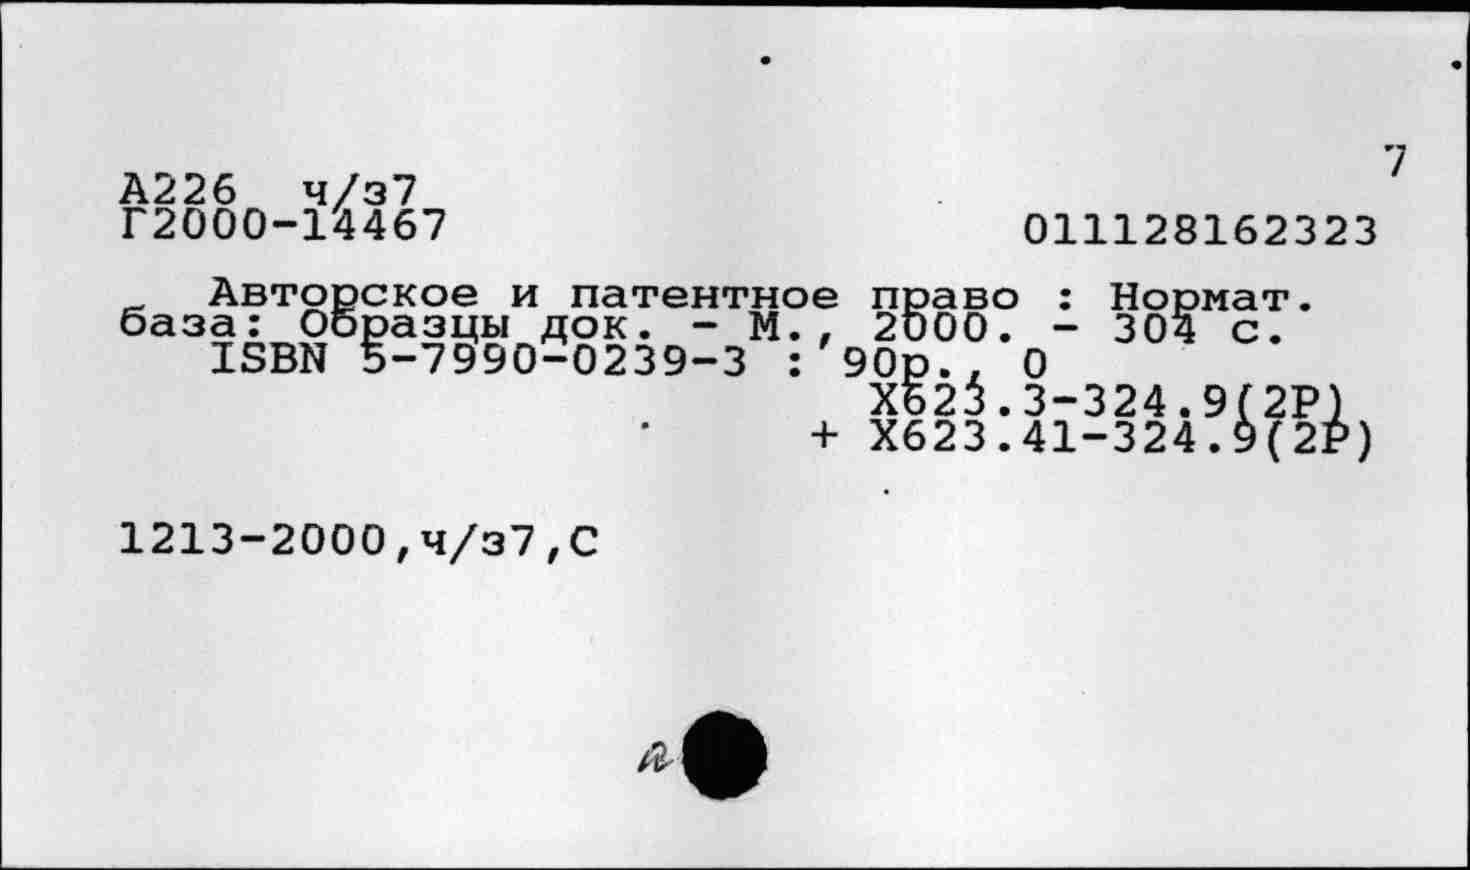 7
А226 ч/з7
Г2000-14467 011128162323
Авторское и патентное право : Нормат.
база: Образцы док. - М., 2000. - 304 с.
ISBN 5-7990-0239-3 : 90р., 0
Х623.3-324.9(2Р)
+ Х623.41-324.9(2Р)
1213-2000,ч/з7,С